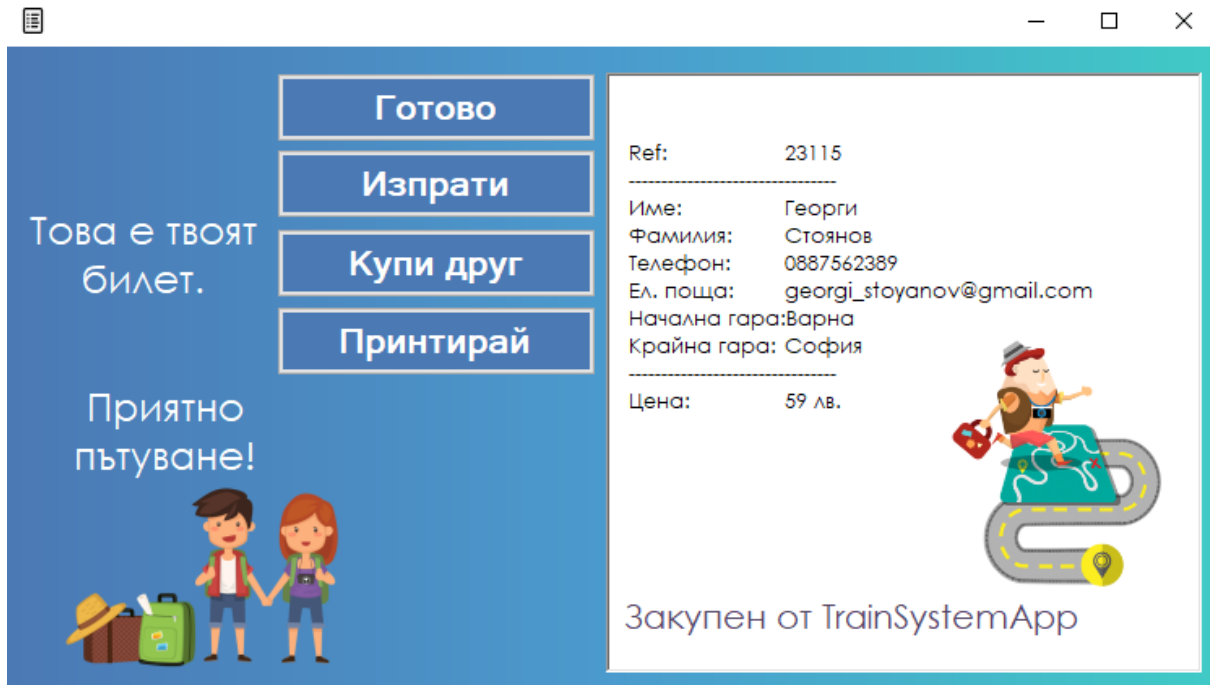 Готово
Изпрати
Купи друг
Принтирай
Това е твоят
билет.
Приятно
пътуване!
Ref: 23115
--------------------------------
Име: Георги
Фамилия: Стоянов
Телефон: 0887562389
Ел. поща: georgi_stoyanov@gmail.com
Начална гара:Варна
Крайна гара: София
--------------------------------
Цена: 59 лв.
Закупен от TrainSystemApp